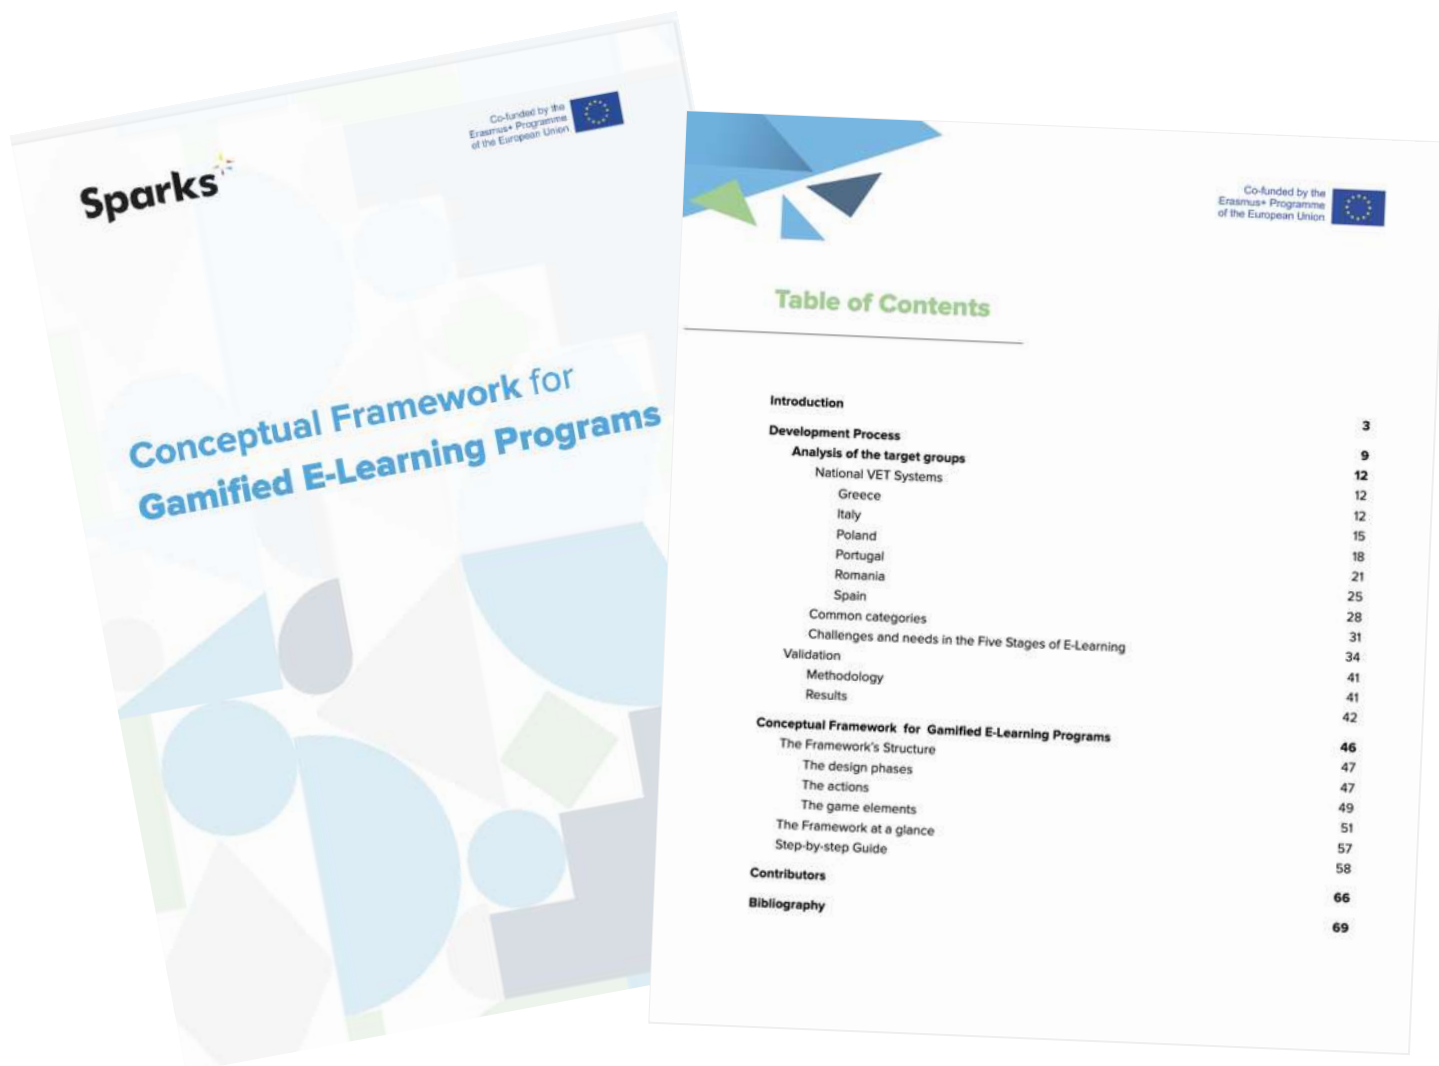 Co-funded by the
Erasmus+ Programme
of the European Union
Sparks
Conceptual Framework for
Gamified E-Learning Programs
Co-funded by the
Erasmus+ Programme
of the European Union
Table of Contents
Introduction 3
Development Process 9
Analysis of the target groups 12
National VET Systems 12
Greece 12
Italy 15
Poland 18
Portugal 21
Romania 25
Spain 28
Common categories 31
Challenges and needs in the Five Stages of E-Learning 34
Validation 41
Methodology 41
Results 42
Conceptual Framework for Gamified E-Learning Programs 46
The Framework's Structure 47
The design phases 47
The actions 49
The game elements 51
The Framework at a glance 57
Step-by-step Guide 58
Contributors 66
Bibliography 69